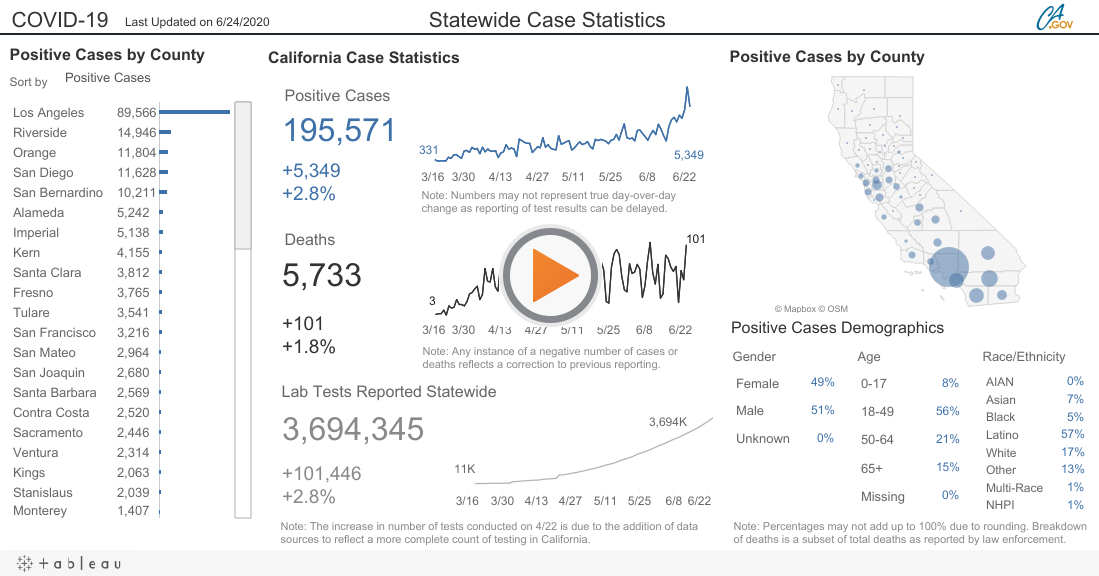 COVID-19 Last Updated on 6/24/2020
Statewide Case Statistics
CA.GOV
Positive Cases by County
Sort by Positive Cases
Los Angeles 89,566
Riverside 14,946
Orange 11,804
San Diego 11,628
San Bernardino 10,211
Alameda 5,242
Imperial 5,138
Kern 4,155
Santa Clara 3,812
Fresno 3,765
Tulare 3,541
San Francisco 3,216
San Mateo 2,964
San Joaquin 2,680
Santa Barbara 2,569
Contra Costa 2,520
Sacramento 2,446
Ventura 2,314
Kings 2,063
Stanislaus 2,039
Monterey 1,407
California Case Statistics
Positive Cases
195,571
+5,349
+2.8%
331
5,349
3/16 3/30 4/13 4/27 5/11 5/25 6/8 6/22
Note: Numbers may not represent true day-over-day
change as reporting of test results can be delayed.
Deaths
5,733
+101
+1.8%
101
3
3/16 3/30 4/13 4/27 5/11 5/25 6/8 6/22
Note: Any instance of a negative number of cases or
deaths reflects a correction to previous reporting.
Lab Tests Reported Statewide
3,694,345
+101,446
+2.8%
3,694K
11K
3/16 3/30 4/13 4/27 5/11 5/25 6/8 6/22
Note: The increase in number of tests conducted on 4/22 is due to the addition of data
sources to reflect a more complete count of testing in California.
Positive Cases by County
© Mapbox © OSM
Positive Cases Demographics
Gender
Female 49%
Male 51%
Unknown 0%
Age
0-17 8%
18-49 56%
50-64 21%
65+ 15%
Missing 0%
Race/Ethnicity
AIAN 0%
Asian 7%
Black 5%
Latino 57%
White 17%
Other 13%
Multi-Race 1%
NHPI 1%
Note: Percentages may not add up to 100% due to rounding. Breakdown
of deaths is a subset of total deaths as reported by law enforcement.
+ a b l e a u